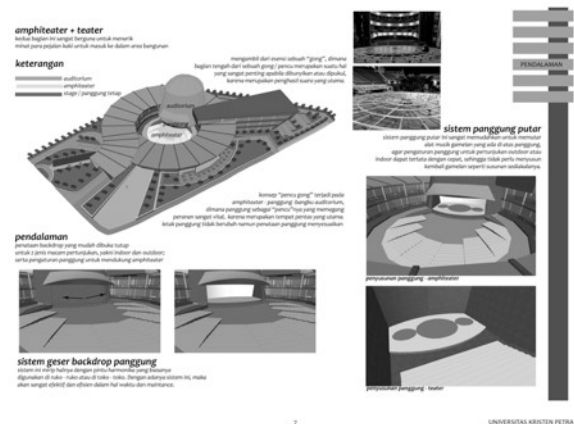 amphiteater + teater
kedua bagian ini sangat berguna untuk menarik
minat para pejalan kaki untuk masuk ke dalam area bangunan
keterangan
auditorium
amphiteater
stage / panggung tetap
mengambil dari esensi sebuah "gong", dimana
bagian tengah dari sebuah gong / pencu merupakan suatu hal
yang sangat penting apabila dibunyikan atau dipukul,
karena merupakan penghasil suara yang utama.
auditorium
amphiteater
konsep "pencu gong" terjadi pada
amphiteater - panggung - bangku auditorium,
dimana panggung sebagai "pencu"nya yang memegang
peranan sangat vital, karena merupakan tempat pentas yang utama.
letak panggung tidak berubah namun penataan panggung menyesuaikan
pendalaman
penataan backdrop yang mudah dibuka tutup
untuk 2 jenis macam pertunjukan, yakni indoor dan outdoor;
serta pengaturan panggung untuk mendukung amphiteater
sistem geser backdrop panggung
sistem ini mirip halnya dengan pintu harmonika yang biasanya
digunakan di ruko - ruko atau di toko - toko. Dengan adanya sistem ini, maka
akan sangat efektif dan efisien dalam hal waktu dan maintance.
PENDALAMAN
sistem panggung putar
sistem panggung putar ini sangat memudahkan untuk memutar
alat musik gamelan yang ada di atas panggung,
agar pengaturan panggung untuk pertunjukan outdoor atau
indoor dapat tertata dengan cepat, sehingga tidak perlu menyusun
kembali gamelan seperti susunan sediakalanya.
penyusunan panggung - amphiteater
penyusunan panggung - teater
7
UNIVERSITAS KRISTEN PETRA